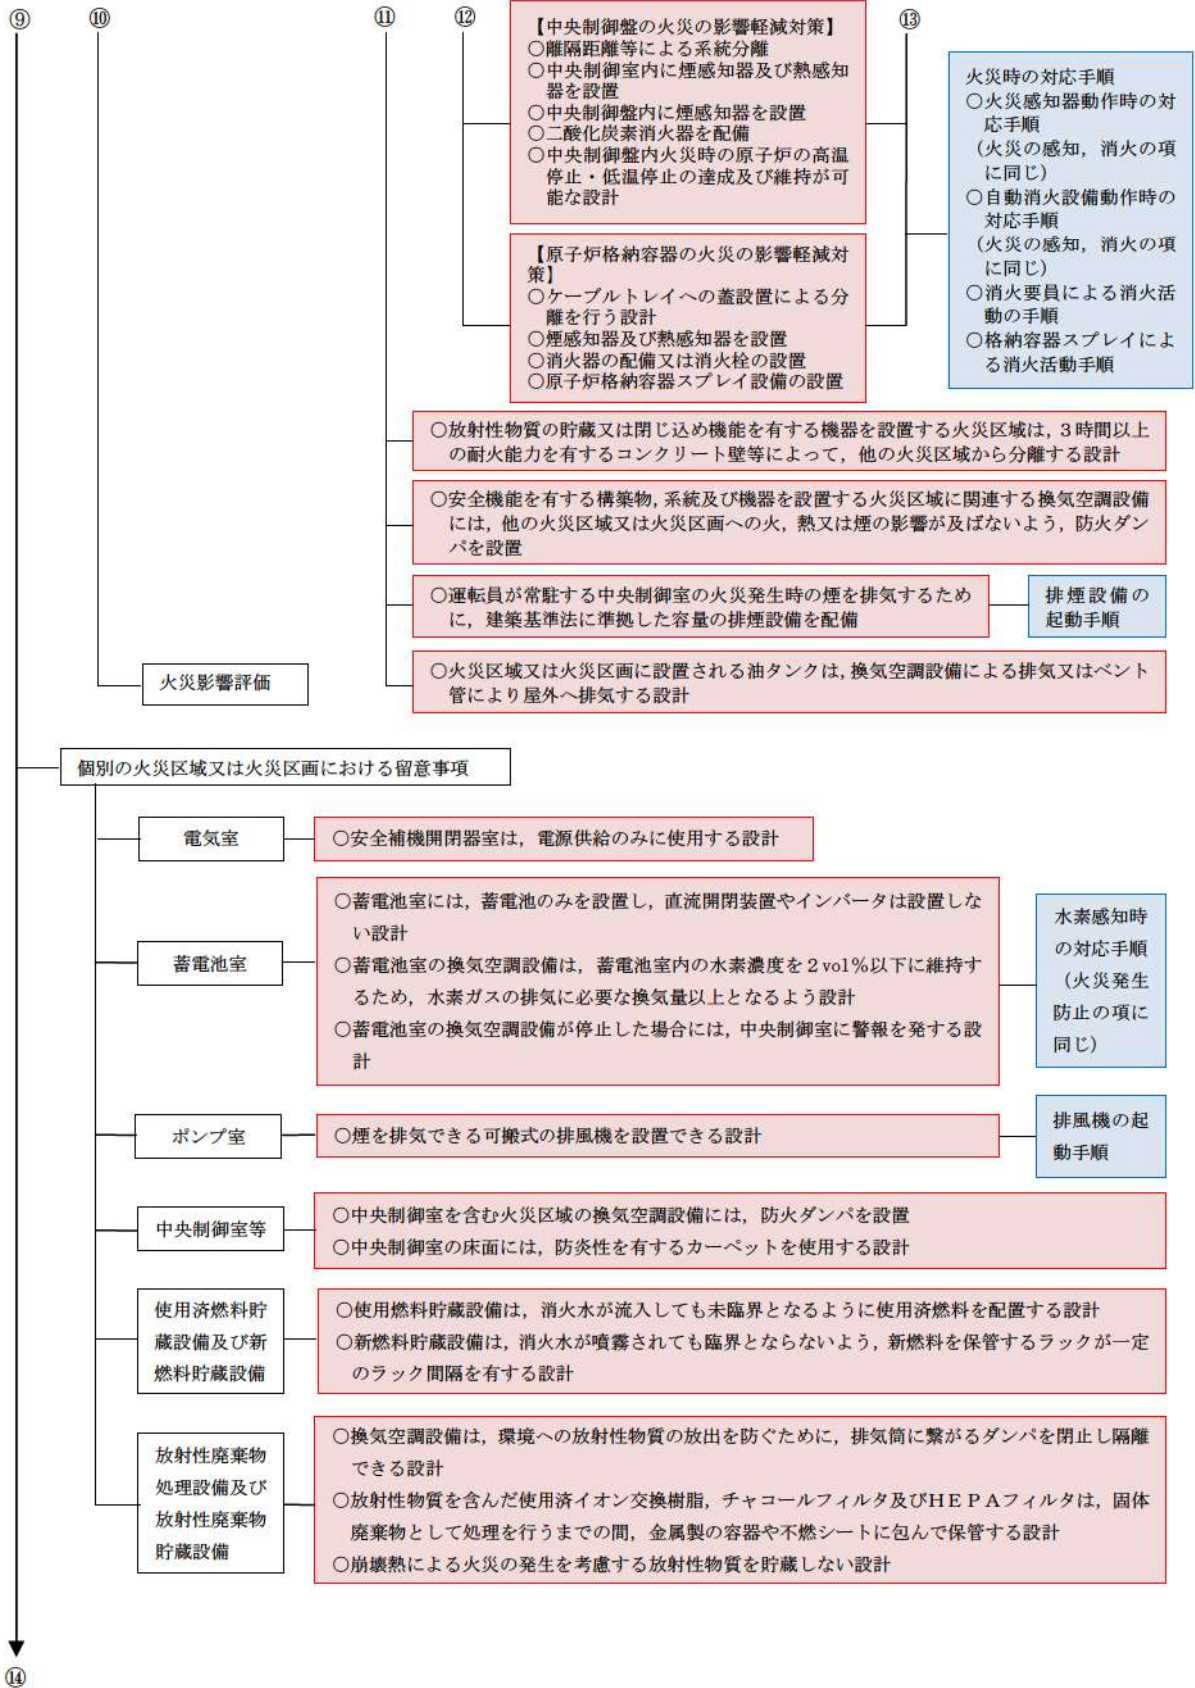 ⑨
⑩
⑪
⑫
⑬
【中央制御盤の火災の影響軽減対策】
○離隔距離等による系統分離
○中央制御室内に煙感知器及び熱感知
器を設置
○中央制御盤内に煙感知器を設置
○二酸化炭素消火器を配備
○中央制御盤内火災時の原子炉の高温
停止・低温停止の達成及び維持が可
能な設計
【原子炉格納容器の火災の影響軽減対
策】
○ケーブルトレイへの蓋設置による分
離を行う設計
○煙感知器及び熱感知器を設置
○消火器の配備又は消火栓の設置
○原子炉格納容器スプレイ設備の設置
火災時の対応手順
○火災感知器動作時の対
応手順
（火災の感知，消火の項
に同じ）
○自動消火設備動作時の
対応手順
（火災の感知，消火の項
に同じ）
○消火要員による消火活
動の手順
○格納容器スプレイによ
る消火活動手順
○放射性物質の貯蔵又は閉じ込め機能を有する機器を設置する火災区域は，３時間以上
の耐火能力を有するコンクリート壁等によって，他の火災区域から分離する設計
○安全機能を有する構築物，系統及び機器を設置する火災区域に関連する換気空調設備
には，他の火災区域又は火災区画への火，熱又は煙の影響が及ばないよう，防火ダン
パを設置
○運転員が常駐する中央制御室の火災発生時の煙を排気するため
に，建築基準法に準拠した容量の排煙設備を配備
排煙設備の
起動手順
火災影響評価
○火災区域又は火災区画に設置される油タンクは，換気空調設備による排気又はベント
管により屋外へ排気する設計
個別の火災区域又は火災区画における留意事項
電気室
○安全補機開閉器室は，電源供給のみに使用する設計
蓄電池室
○蓄電池室には，蓄電池のみを設置し，直流開閉装置やインバータは設置しな
い設計
○蓄電池室の換気空調設備は，蓄電池室内の水素濃度を２vol％以下に維持す
るため，水素ガスの排気に必要な換気量以上となるよう設計
○蓄電池室の換気空調設備が停止した場合には，中央制御室に警報を発する設
計
水素感知時
の対応手順
（火災発生
防止の項に
同じ）
ポンプ室
○煙を排気できる可搬式の排風機を設置できる設計
排風機の起
動手順
中央制御室等
○中央制御室を含む火災区域の換気空調設備には，防火ダンパを設置
○中央制御室の床面には，防炎性を有するカーペットを使用する設計
使用済燃料貯
蔵設備及び新
燃料貯蔵設備
○使用燃料貯蔵設備は，消火水が流入しても未臨界となるように使用済燃料を配置する設計
○新燃料貯蔵設備は，消火水が噴霧されても臨界とならないよう，新燃料を保管するラックが一定
のラック間隔を有する設計
放射性廃棄物
処理設備及び
放射性廃棄物
貯蔵設備
○換気空調設備は，環境への放射性物質の放出を防ぐために，排気筒に繋がるダンパを閉止し隔離
できる設計
○放射性物質を含んだ使用済イオン交換樹脂，チャコールフィルタ及びＨＥＰＡフィルタは，固体
廃棄物として処理を行うまでの間，金属製の容器や不燃シートに包んで保管する設計
○崩壊熱による火災の発生を考慮する放射性物質を貯蔵しない設計
⑭